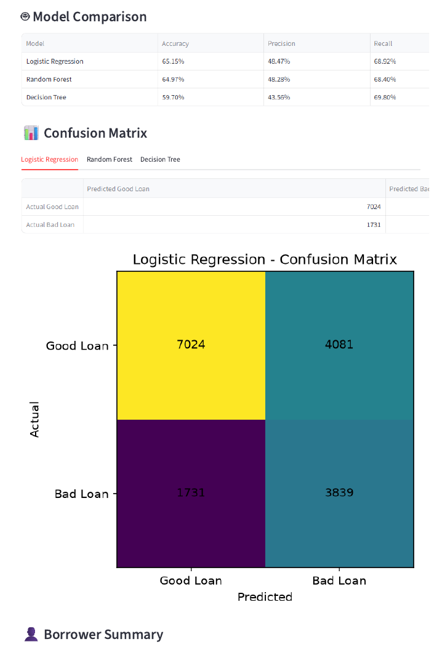 Model Comparison
Model Accuracy Precision Recall
Logistic Regression 65.15% 48.47% 68.92%
Random Forest 64.97% 48.28% 68.40%
Decision Tree 59.70% 43.56% 69.80%
Confusion Matrix
Logistic Regression Random Forest Decision Tree
Predicted Good Loan Predicted Bad
Actual Good Loan 7024
Actual Bad Loan 1731
Logistic Regression - Confusion Matrix
Good Loan 7024 4081
Actual
Bad Loan 1731 3839
Good Loan Bad Loan
Predicted
Borrower Summary